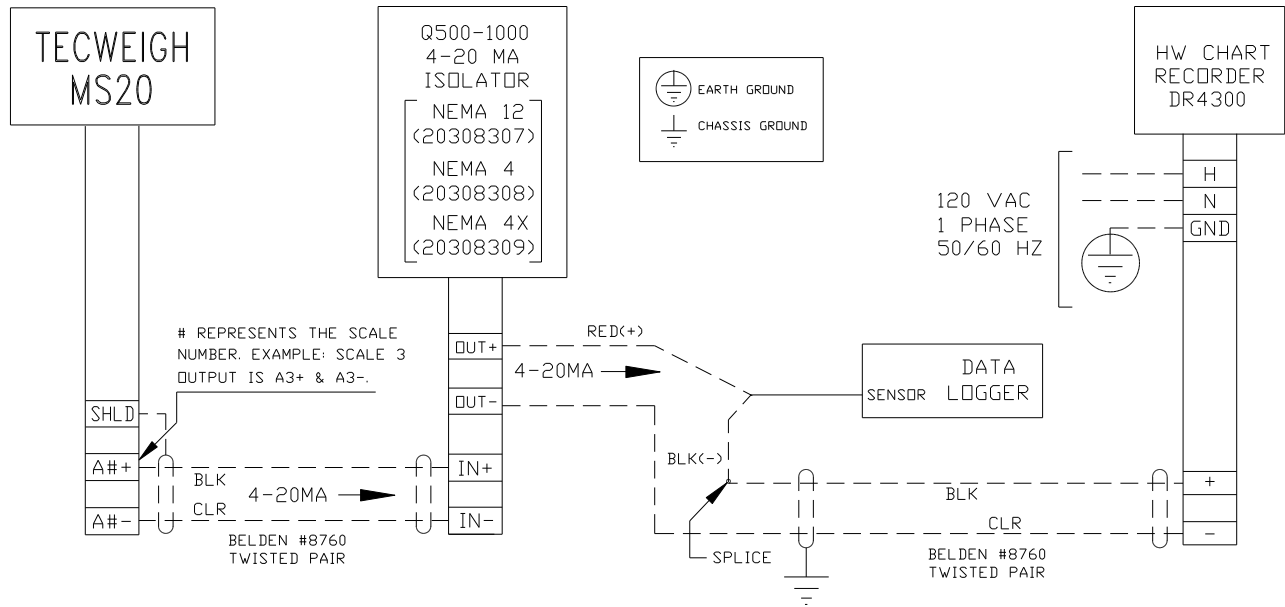 TECWEIGH
MS20
Q500-1000
4-20 MA
ISOLATOR
NEMA 12
(20308307)
NEMA 4
(20308308)
NEMA 4X
(20308309)
EARTH GROUND
CHASSIS GROUND
HW CHART
RECORDER
DR4300
120 VAC
1 PHASE
50/60 HZ
H
N
GND
# REPRESENTS THE SCALE
NUMBER. EXAMPLE: SCALE 3
OUTPUT IS A3+ & A3-.
SHLD
A#+
A#-
BLK
4-20MA
CLR
BELDEN #8760
TWISTED PAIR
OUT+
OUT-
IN+
IN-
RED(+)
4-20MA
BLK(-)
SPLICE
SENSOR
DATA
LOGGER
BLK
CLR
BELDEN #8760
TWISTED PAIR
+
-